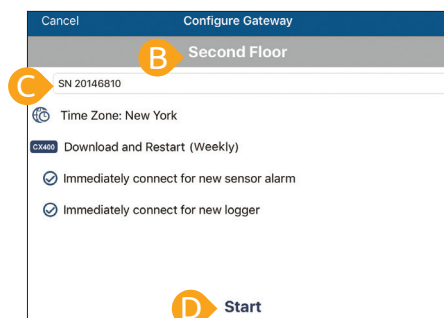 Cancel Configure Gateway
B Second Floor
C SN 20146810
Time Zone: New York
CX400 Download and Restart (Weekly)
Immediately connect for new sensor alarm
Immediately connect for new logger
D Start